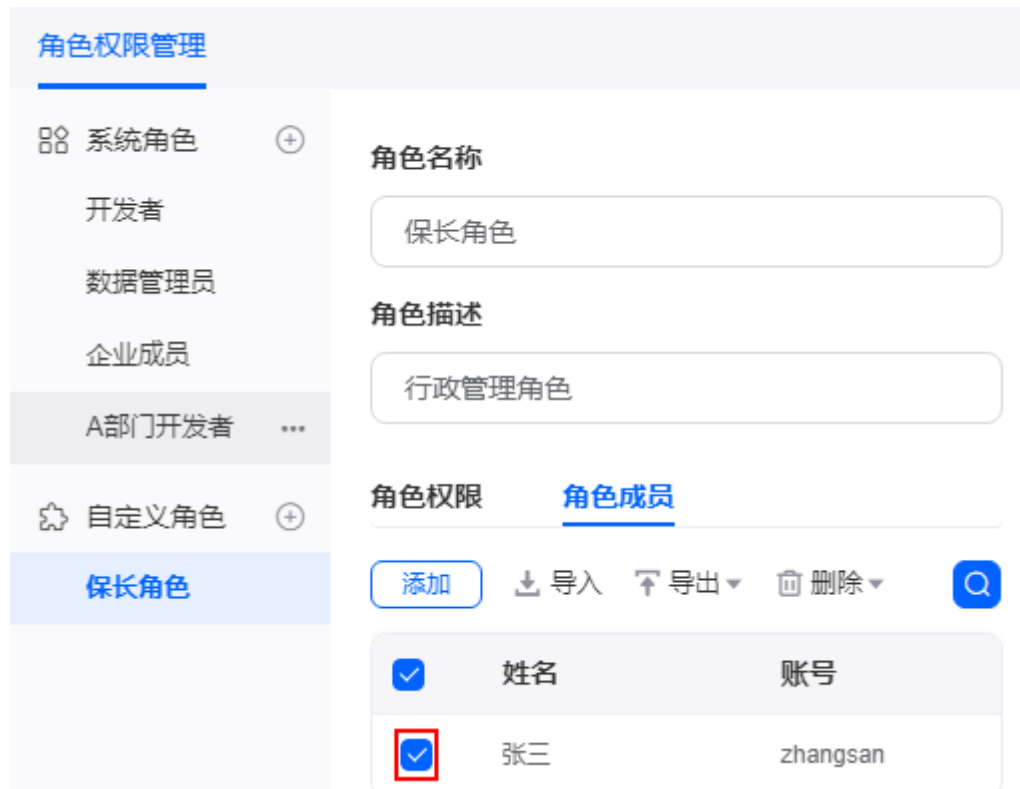 角色权限管理
系统角色
开发者
数据管理员
企业成员
A部门开发者
自定义角色
保长角色
角色名称
保长角色
角色描述
行政管理角色
角色权限 角色成员
添加 导入 导出 删除
姓名 账号
张三 zhangsan